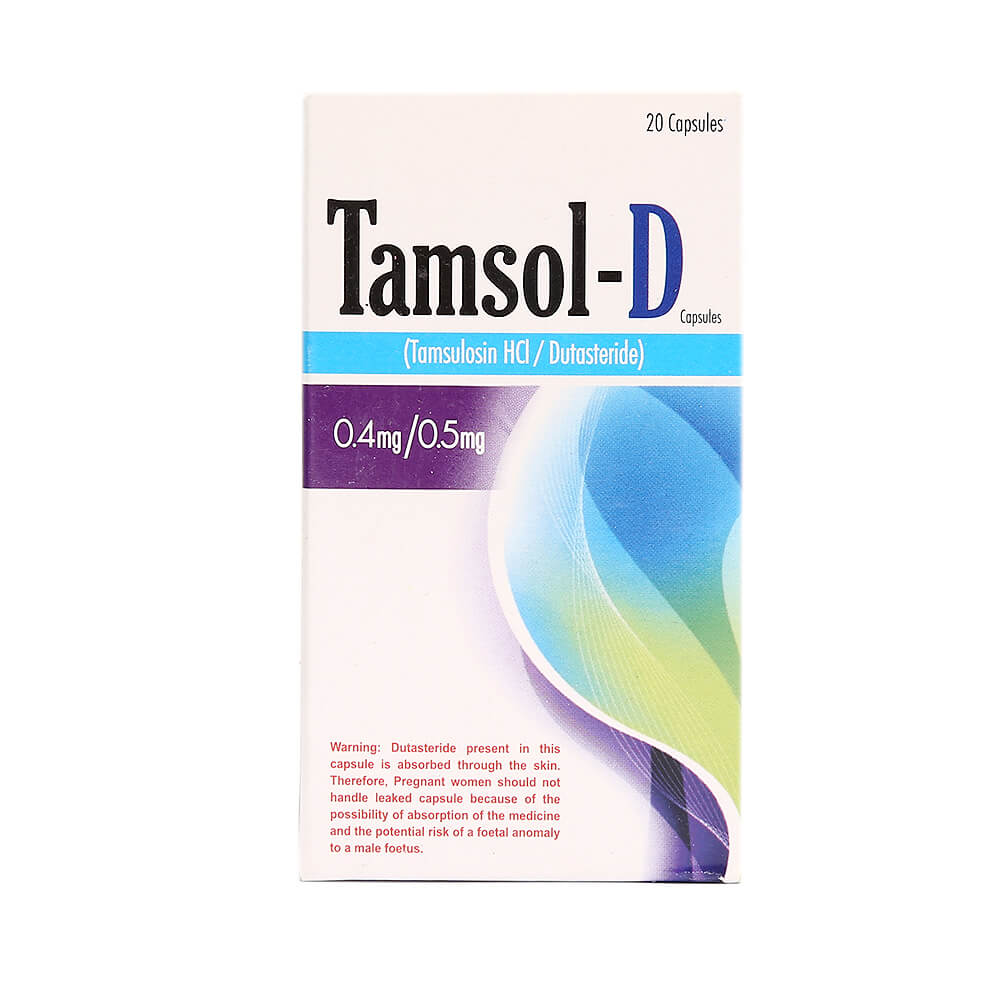 20 Capsules
Tamsol-D
Capsules
(Tamsulosin HCl / Dutasteride)
0.4mg/0.5mg
Warning: Dutasteride present in this
capsule is absorbed through the skin.
Therefore, Pregnant women should not
handle leaked capsule because of the
possibility of absorption of the medicine
and the potential risk of a foetal anomaly
to a male foetus.